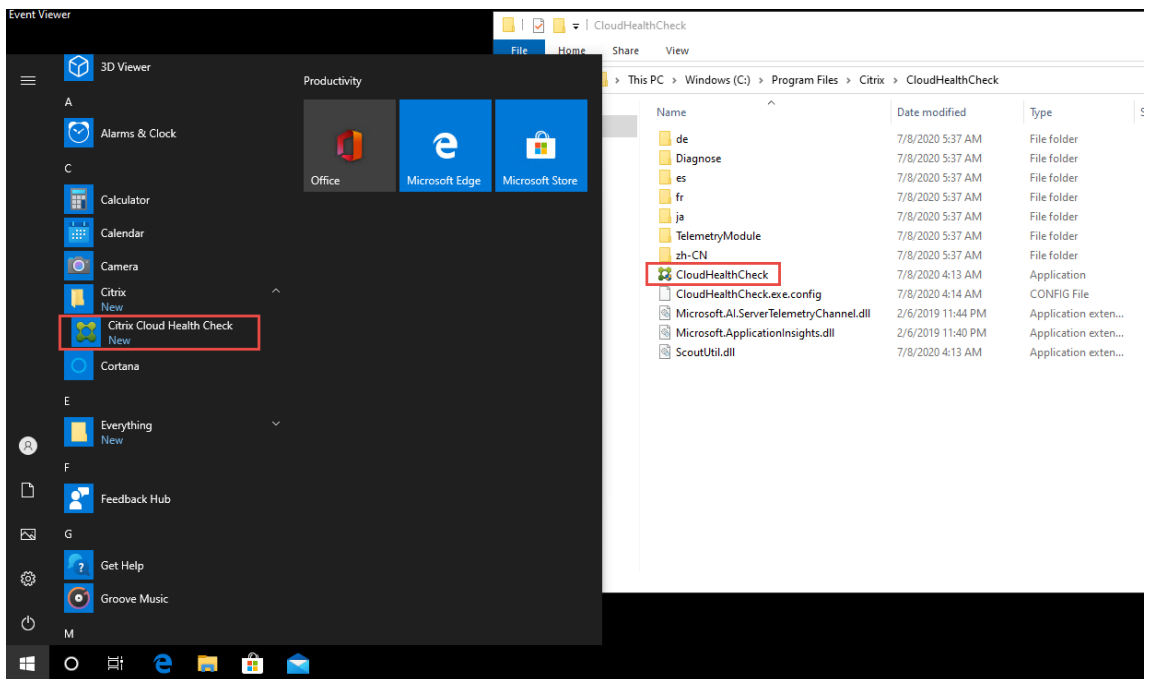 Event Viewer
CloudHealthCheck
File Home Share View
This PC > Windows (C:) > Program Files > Citrix > CloudHealthCheck
Name Date modified Type S
de 7/8/2020 5:37 AM File folder
Diagnose 7/8/2020 5:37 AM File folder
es 7/8/2020 5:37 AM File folder
fr 7/8/2020 5:37 AM File folder
ja 7/8/2020 5:37 AM File folder
TelemetryModule 7/8/2020 5:37 AM File folder
zh-CN 7/8/2020 5:37 AM File folder
CloudHealthCheck 7/8/2020 4:13 AM Application
CloudHealthCheck.exe.config 7/8/2020 4:14 AM CONFIG File
Microsoft.AI.ServerTelemetryChannel.dll 2/6/2019 11:44 PM Application exten...
Microsoft.ApplicationInsights.dll 2/6/2019 11:40 PM Application exten...
ScoutUtil.dll 7/8/2020 4:13 AM Application exten...
3D Viewer
A
Alarms & Clock
C
Calculator
Calendar
Camera
Citrix
New
Citrix Cloud Health Check
New
Cortana
E
Everything
New
F
Feedback Hub
G
Get Help
Groove Music
M
Productivity
Office
Microsoft Edge
Microsoft Store